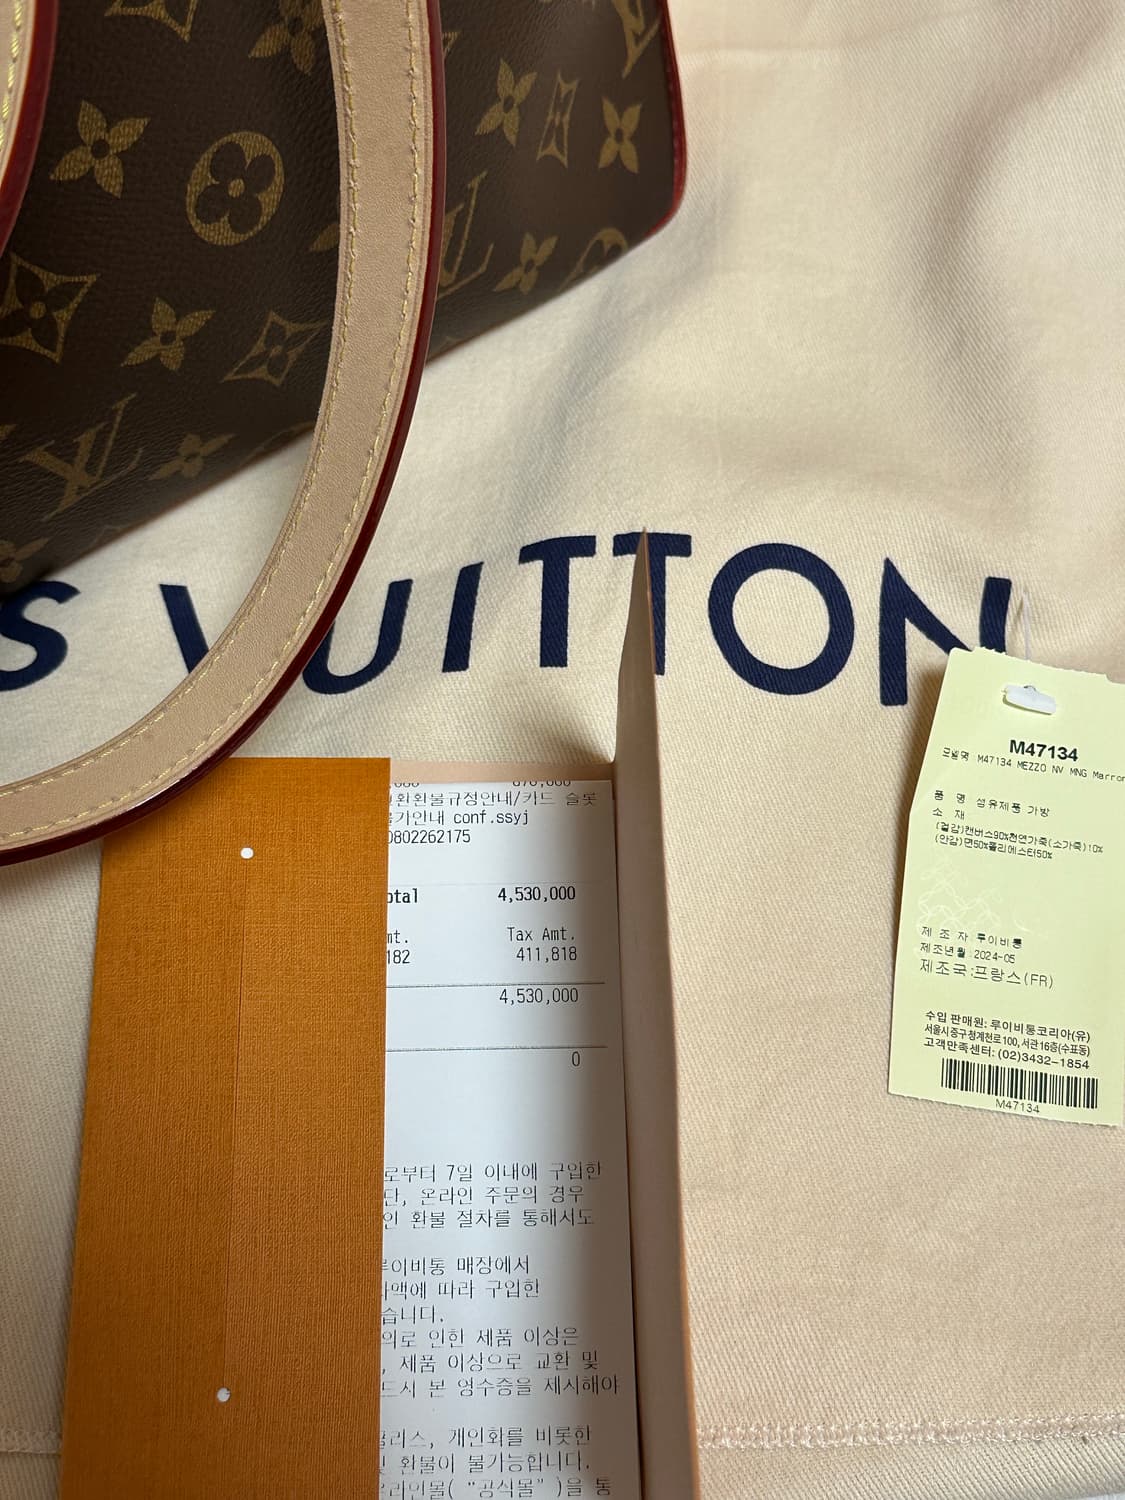 S VUITTON
M47134
모델명 M47134 MEZZO NV MNG Marron
품 명 섬유제품 가방
소 재
(겉감)캔버스90%천연가죽(소가죽)10%
(안감)면50%폴리에스터50%
제 조 자 루이비통
제조년월 2024-05
제조국:프랑스(FR)
수입 판매원: 루이비통코리아(유)
서울시중구청계천로100, 서관16층(수표동)
고객만족센터: (02)3432-1854
M47134
환환불규정안내/카드 슬롯
가안내 conf.ssyj
0802262175
otal 4,530,000
mt. Tax Amt.
182 411,818
4,530,000
0
로부터 7일 이내에 구입한
단, 온라인 주문의 경우
인 환불 절차를 통해서도
루이비통 매장에서
가액에 따라 구입한
습니다.
의로 인한 제품 이상은
, 제품 이상으로 교환 및
드시 본 영수증을 제시해야
플러스, 개인화를 비롯한
및 환불이 불가능합니다.
온라인몰( "공식몰" )을 통